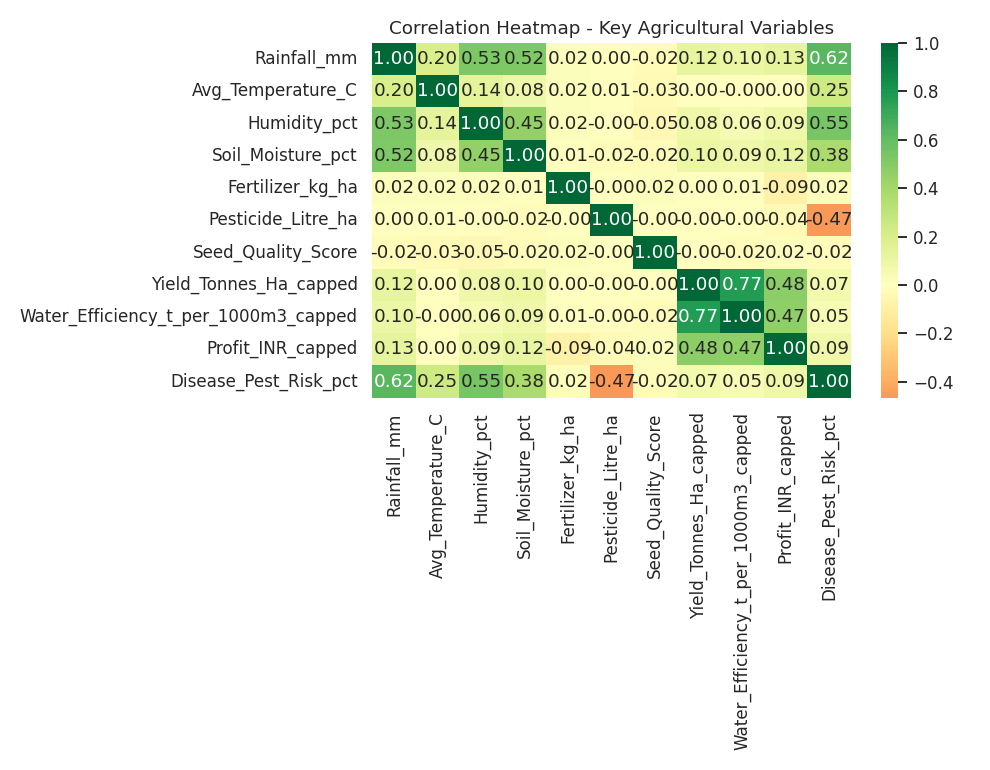 Correlation Heatmap - Key Agricultural Variables
Rainfall_mm 1.00 0.20 0.53 0.52 0.02 0.00 -0.02 0.12 0.10 0.13 0.62
Avg_Temperature_C 0.20 1.00 0.14 0.08 0.02 0.01 -0.03 0.00 -0.00 0.00 0.25
Humidity_pct 0.53 0.14 1.00 0.45 0.02 -0.00 -0.05 0.08 0.06 0.09 0.55
Soil_Moisture_pct 0.52 0.08 0.45 1.00 0.01 -0.02 -0.02 0.10 0.09 0.12 0.38
Fertilizer_kg_ha 0.02 0.02 0.02 0.01 1.00 -0.00 0.02 0.00 0.01 -0.09 0.02
Pesticide_Litre_ha 0.00 0.01 -0.00 -0.02 -0.00 1.00 -0.00 -0.00 -0.00 -0.04 -0.47
Seed_Quality_Score -0.02 -0.03 -0.05 -0.02 0.02 -0.00 1.00 -0.00 -0.02 0.02 -0.02
Yield_Tonnes_Ha_capped 0.12 0.00 0.08 0.10 0.00 -0.00 -0.00 1.00 0.77 0.48 0.07
Water_Efficiency_t_per_1000m3_capped 0.10 -0.00 0.06 0.09 0.01 -0.00 -0.02 0.77 1.00 0.47 0.05
Profit_INR_capped 0.13 0.00 0.09 0.12 -0.09 -0.04 0.02 0.48 0.47 1.00 0.09
Disease_Pest_Risk_pct 0.62 0.25 0.55 0.38 0.02 -0.47 -0.02 0.07 0.05 0.09 1.00
Rainfall_mm
Avg_Temperature_C
Humidity_pct
Soil_Moisture_pct
Fertilizer_kg_ha
Pesticide_Litre_ha
Seed_Quality_Score
Yield_Tonnes_Ha_capped
Water_Efficiency_t_per_1000m3_capped
Profit_INR_capped
Disease_Pest_Risk_pct
1.0
0.8
0.6
0.4
0.2
0.0
−0.2
−0.4